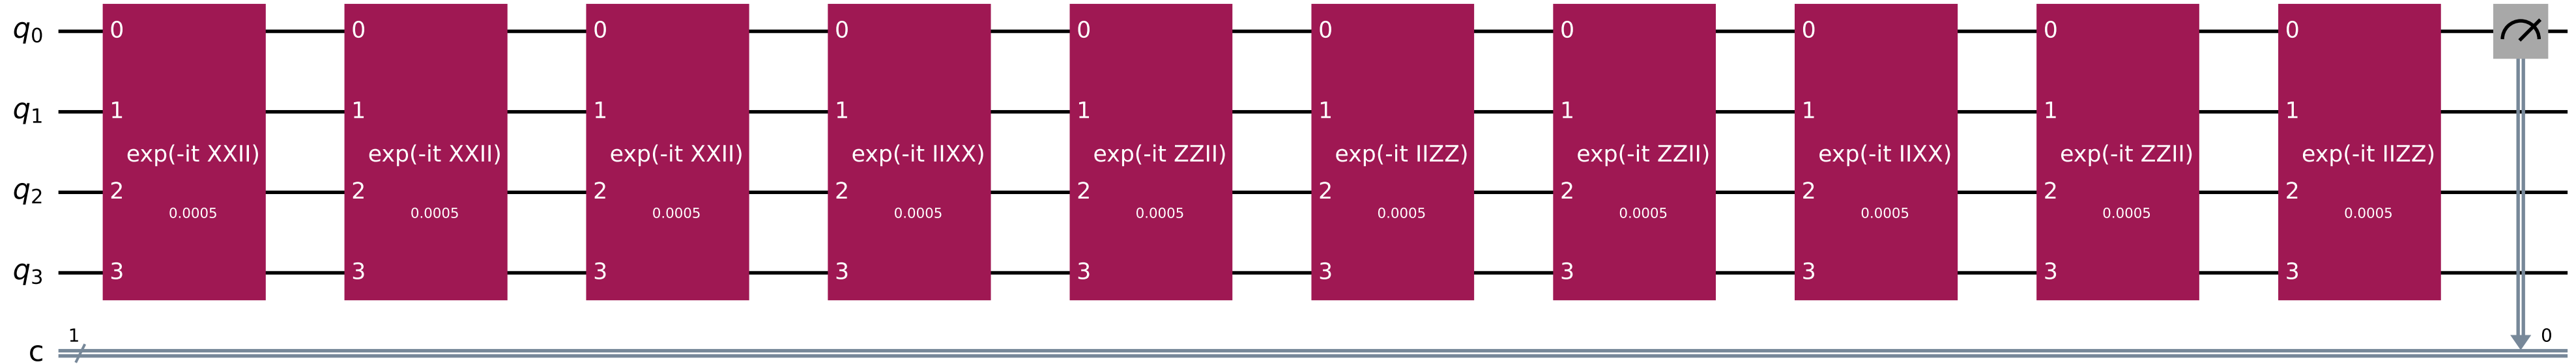 q0 0 0 0 0 0 0 0 0 0 0
q1 1 1 1 1 1 1 1 1 1 1
exp(-it XXII) exp(-it XXII) exp(-it XXII) exp(-it IIXX) exp(-it ZZII) exp(-it IIZZ) exp(-it ZZII) exp(-it IIXX) exp(-it ZZII) exp(-it IIZZ)
q2 2 2 2 2 2 2 2 2 2 2
0.0005 0.0005 0.0005 0.0005 0.0005 0.0005 0.0005 0.0005 0.0005 0.0005
q3 3 3 3 3 3 3 3 3 3 3
1 0
c